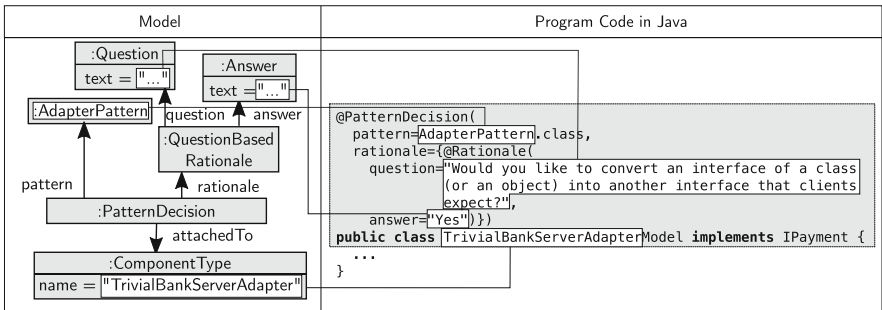 Model
Program Code in Java
:Question
text = "..."
:Answer
text = "..."
:AdapterPattern
question
answer
:QuestionBased
Rationale
pattern
rationale
:PatternDecision
attachedTo
:ComponentType
name = "TrivialBankServerAdapter"
@PatternDecision(
pattern=AdapterPattern.class,
rationale={@Rationale(
question="Would you like to convert an interface of a class
(or an object) into another interface that clients
expect?",
answer="Yes")})
public class TrivialBankServerAdapterModel implements IPayment {
...
}